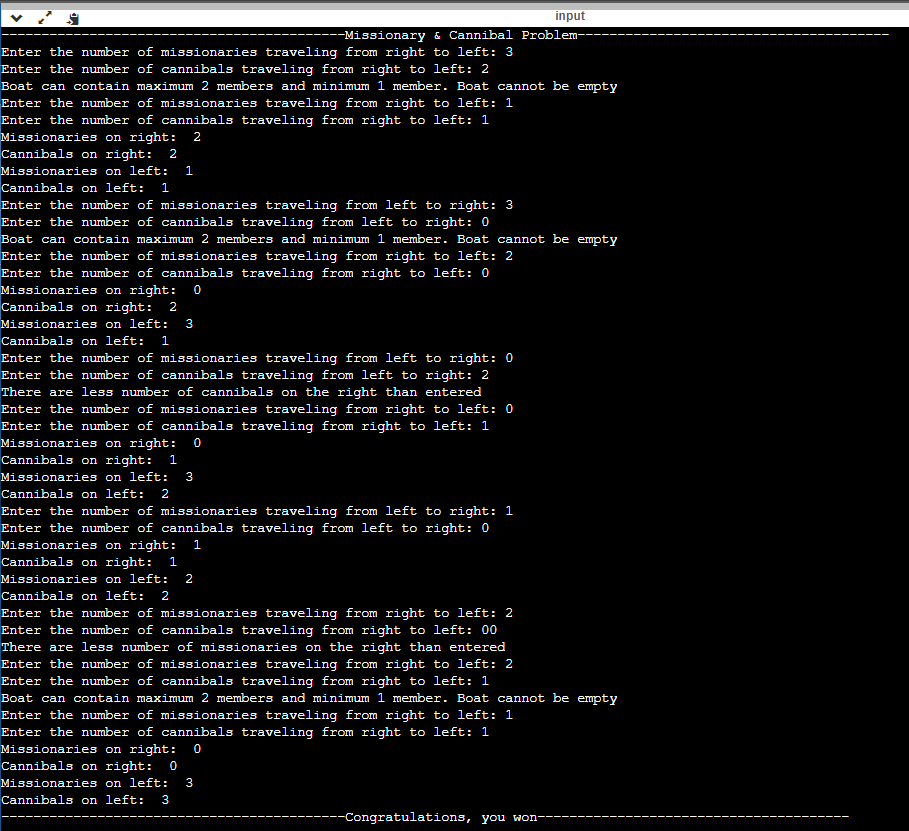 input
-------------------------------------------Missionary & Cannibal Problem---------------------------------------
Enter the number of missionaries traveling from right to left: 3
Enter the number of cannibals traveling from right to left: 2
Boat can contain maximum 2 members and minimum 1 member. Boat cannot be empty
Enter the number of missionaries traveling from right to left: 1
Enter the number of cannibals traveling from right to left: 1
Missionaries on right:  2
Cannibals on right:  2
Missionaries on left:  1
Cannibals on left:  1
Enter the number of missionaries traveling from left to right: 3
Enter the number of cannibals traveling from left to right: 0
Boat can contain maximum 2 members and minimum 1 member. Boat cannot be empty
Enter the number of missionaries traveling from right to left: 2
Enter the number of cannibals traveling from right to left: 0
Missionaries on right:  0
Cannibals on right:  2
Missionaries on left:  3
Cannibals on left:  1
Enter the number of missionaries traveling from left to right: 0
Enter the number of cannibals traveling from left to right: 2
There are less number of cannibals on the right than entered
Enter the number of missionaries traveling from right to left: 0
Enter the number of cannibals traveling from right to left: 1
Missionaries on right:  0
Cannibals on right:  1
Missionaries on left:  3
Cannibals on left:  2
Enter the number of missionaries traveling from left to right: 1
Enter the number of cannibals traveling from left to right: 0
Missionaries on right:  1
Cannibals on right:  1
Missionaries on left:  2
Cannibals on left:  2
Enter the number of missionaries traveling from right to left: 2
Enter the number of cannibals traveling from right to left: 00
There are less number of missionaries on the right than entered
Enter the number of missionaries traveling from right to left: 2
Enter the number of cannibals traveling from right to left: 1
Boat can contain maximum 2 members and minimum 1 member. Boat cannot be empty
Enter the number of missionaries traveling from right to left: 1
Enter the number of cannibals traveling from right to left: 1
Missionaries on right:  0
Cannibals on right:  0
Missionaries on left:  3
Cannibals on left:  3
-------------------------------------------Congratulations, you won---------------------------------------